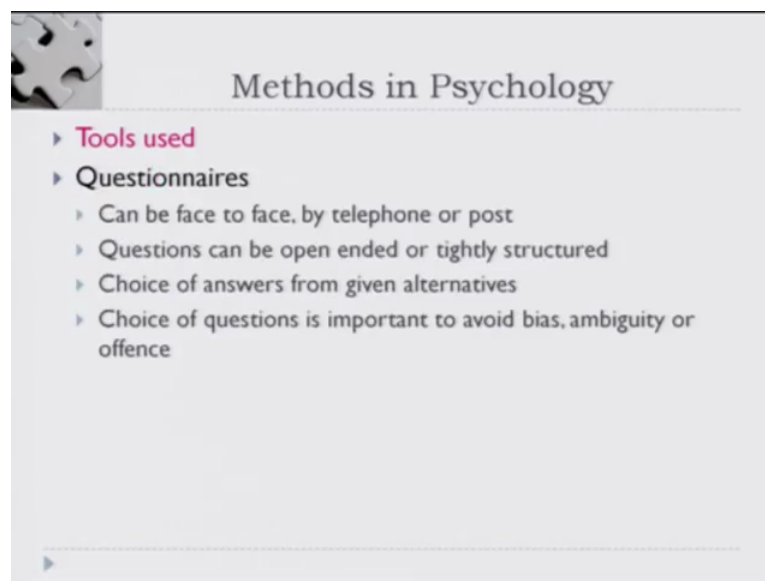 Methods in Psychology
Tools used
Questionnaires
Can be face to face, by telephone or post
Questions can be open ended or tightly structured
Choice of answers from given alternatives
Choice of questions is important to avoid bias, ambiguity or
offence